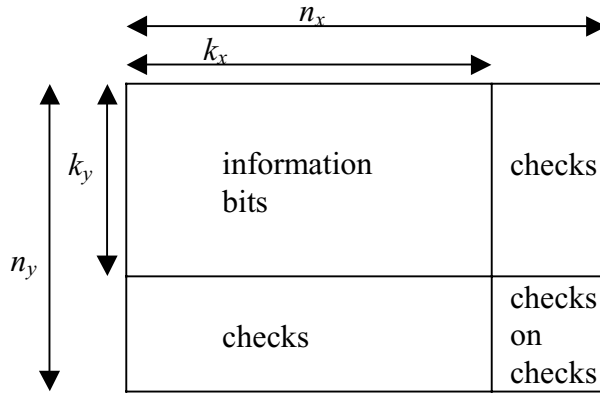 n_x
k_x
k_y
information
bits
checks
n_y
checks
checks
on
checks